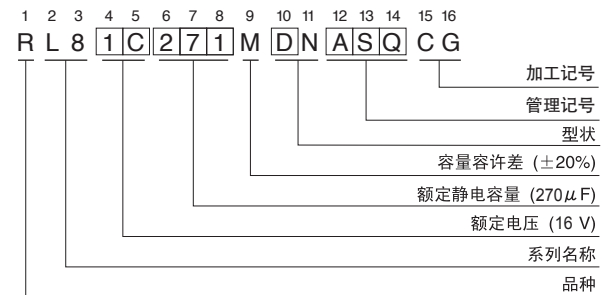 1 2 3 4 5 6 7 8 9 10 11 12 13 14 15 16
R L 8 1 C 2 7 1 M D N A S Q C G
加工记号
管理记号
型状
容量容许差 (±20%)
额定静电容量 (270μF)
额定电压 (16 V)
系列名称
品种